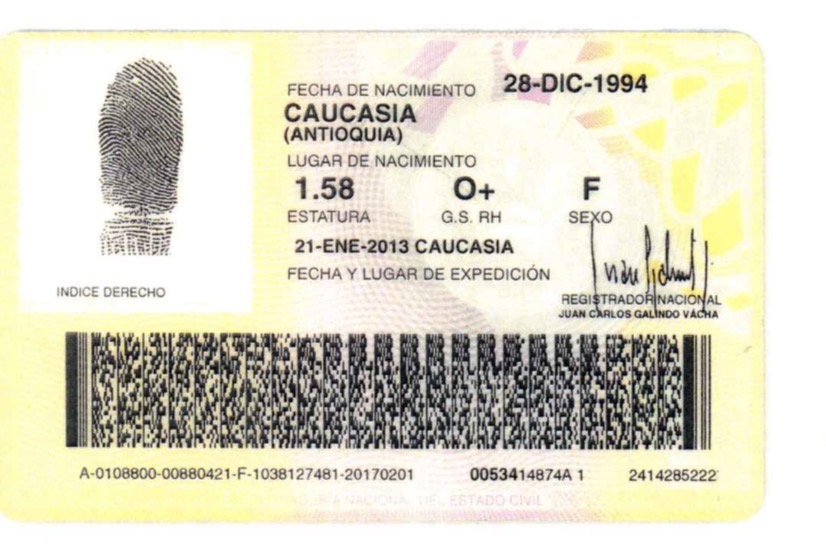 FECHA DE NACIMIENTO 28-DIC-1994
CAUCASIA
(ANTIOQUIA)
LUGAR DE NACIMIENTO
1.58 O+ F
ESTATURA G.S. RH SEXO
21-ENE-2013 CAUCASIA
FECHA Y LUGAR DE EXPEDICIÓN
INDICE DERECHO
REGISTRADOR NACIONAL
JUAN CARLOS GALINDO VÁCHA
A-0108800-00880421-F-1038127481-20170201 0053414874A 1 2414285222
NACIONAL DEL ESTADO CIVIL